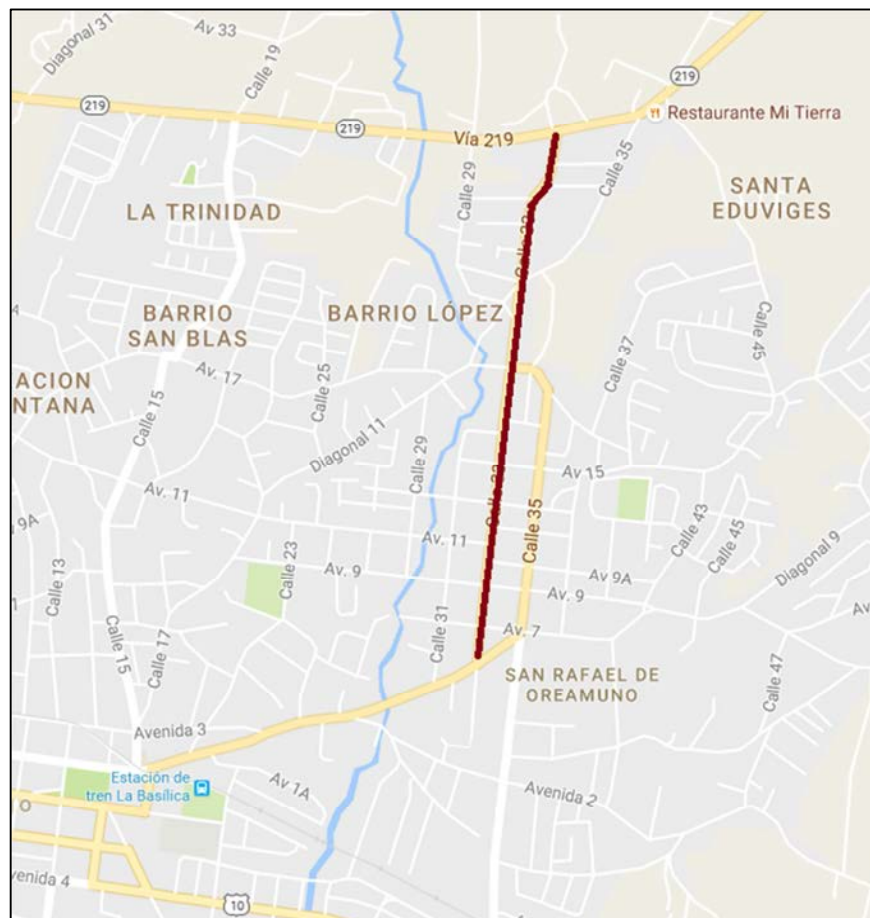 Diagonal 31
Av 33
Calle 19
219
219
219
Vía 219
Restaurante Mi Tierra
Calle 35
Calle 29
LA TRINIDAD
SANTA
EDUVIGES
BARRIO
SAN BLAS
BARRIO LÓPEZ
Calle 45
Calle 37
Av. 17
Calle 25
ACION
NTANA
Calle 15
Diagonal 11
Calle 29
Av 15
Av. 11
Calle 35
Calle 43
Calle 45
9A
Av. 11
Diagonal 9
Calle 13
Calle 23
Av. 9
Av 9A
Av. 9
Av
Calle 17
Calle 15
Calle 31
Av. 7
Calle 47
SAN RAFAEL DE
OREAMUNO
Avenida 3
Estación de
tren La Basílica
Av 1A
Avenida 2
o
venida 4
10